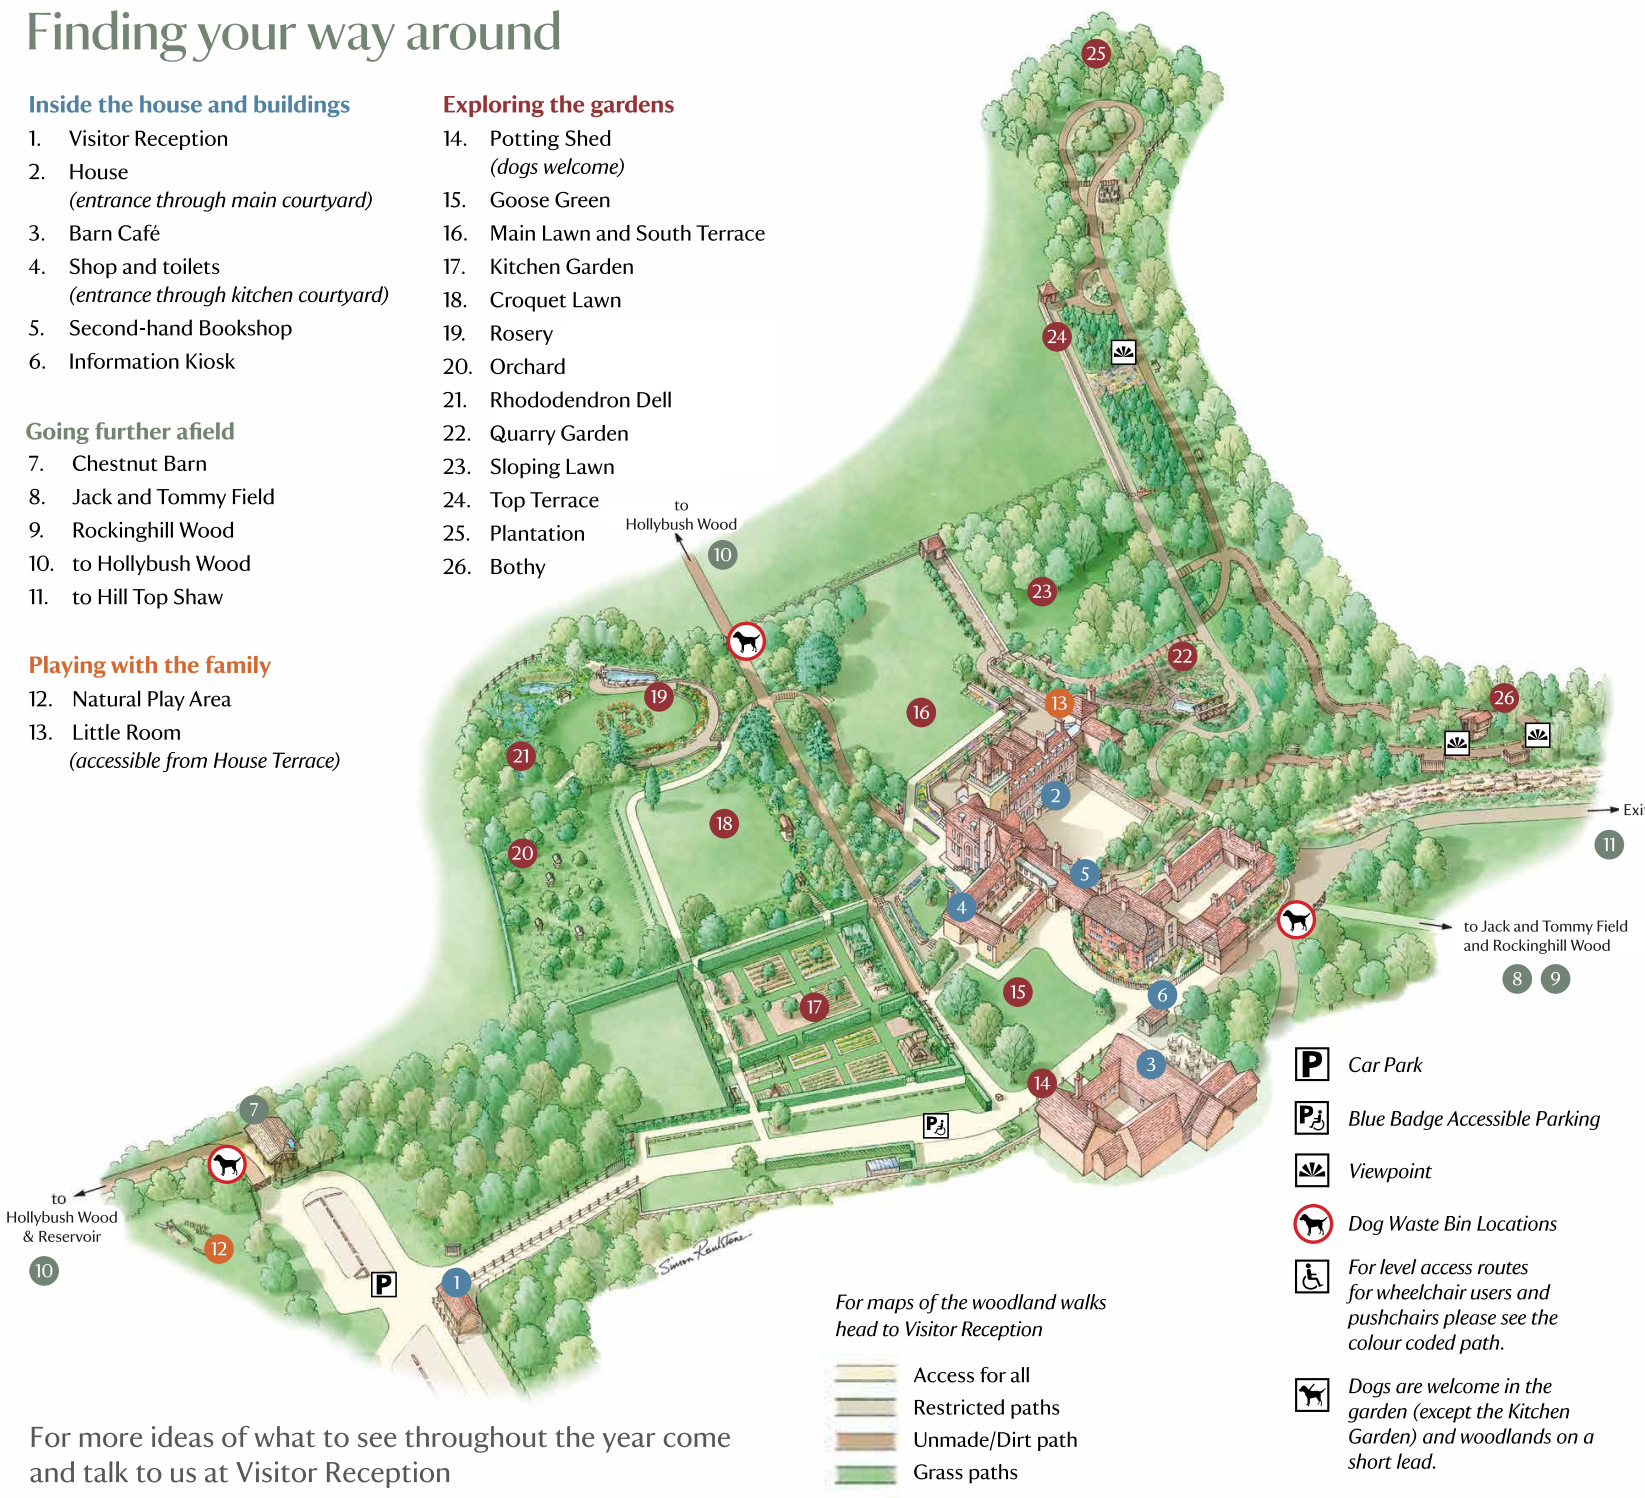 Finding your way around
Inside the house and buildings
1. Visitor Reception
2. House
(entrance through main courtyard)
3. Barn Café
4. Shop and toilets
(entrance through kitchen courtyard)
5. Second-hand Bookshop
6. Information Kiosk
Going further afield
7. Chestnut Barn
8. Jack and Tommy Field
9. Rockinghill Wood
10. to Hollybush Wood
11. to Hill Top Shaw
Playing with the family
12. Natural Play Area
13. Little Room
(accessible from House Terrace)
Exploring the gardens
14. Potting Shed
(dogs welcome)
15. Goose Green
16. Main Lawn and South Terrace
17. Kitchen Garden
18. Croquet Lawn
19. Rosery
20. Orchard
21. Rhododendron Dell
22. Quarry Garden
23. Sloping Lawn
24. Top Terrace
25. Plantation
26. Bothy
25
24
to
Hollybush Wood
10
23
22
19
13
26
16
21
2
18
Exi
11
20
5
4
to Jack and Tommy Field
and Rockinghill Wood
8 9
15
6
17
3
14
7
P
to
Hollybush Wood
& Reservoir
10
12
P
1
Simon Roulstone
P Car Park
P Blue Badge Accessible Parking
Viewpoint
Dog Waste Bin Locations
For level access routes
for wheelchair users and
pushchairs please see the
colour coded path.
Dogs are welcome in the
garden (except the Kitchen
Garden) and woodlands on a
short lead.
For maps of the woodland walks
head to Visitor Reception
Access for all
Restricted paths
Unmade/Dirt path
Grass paths
For more ideas of what to see throughout the year come
and talk to us at Visitor Reception